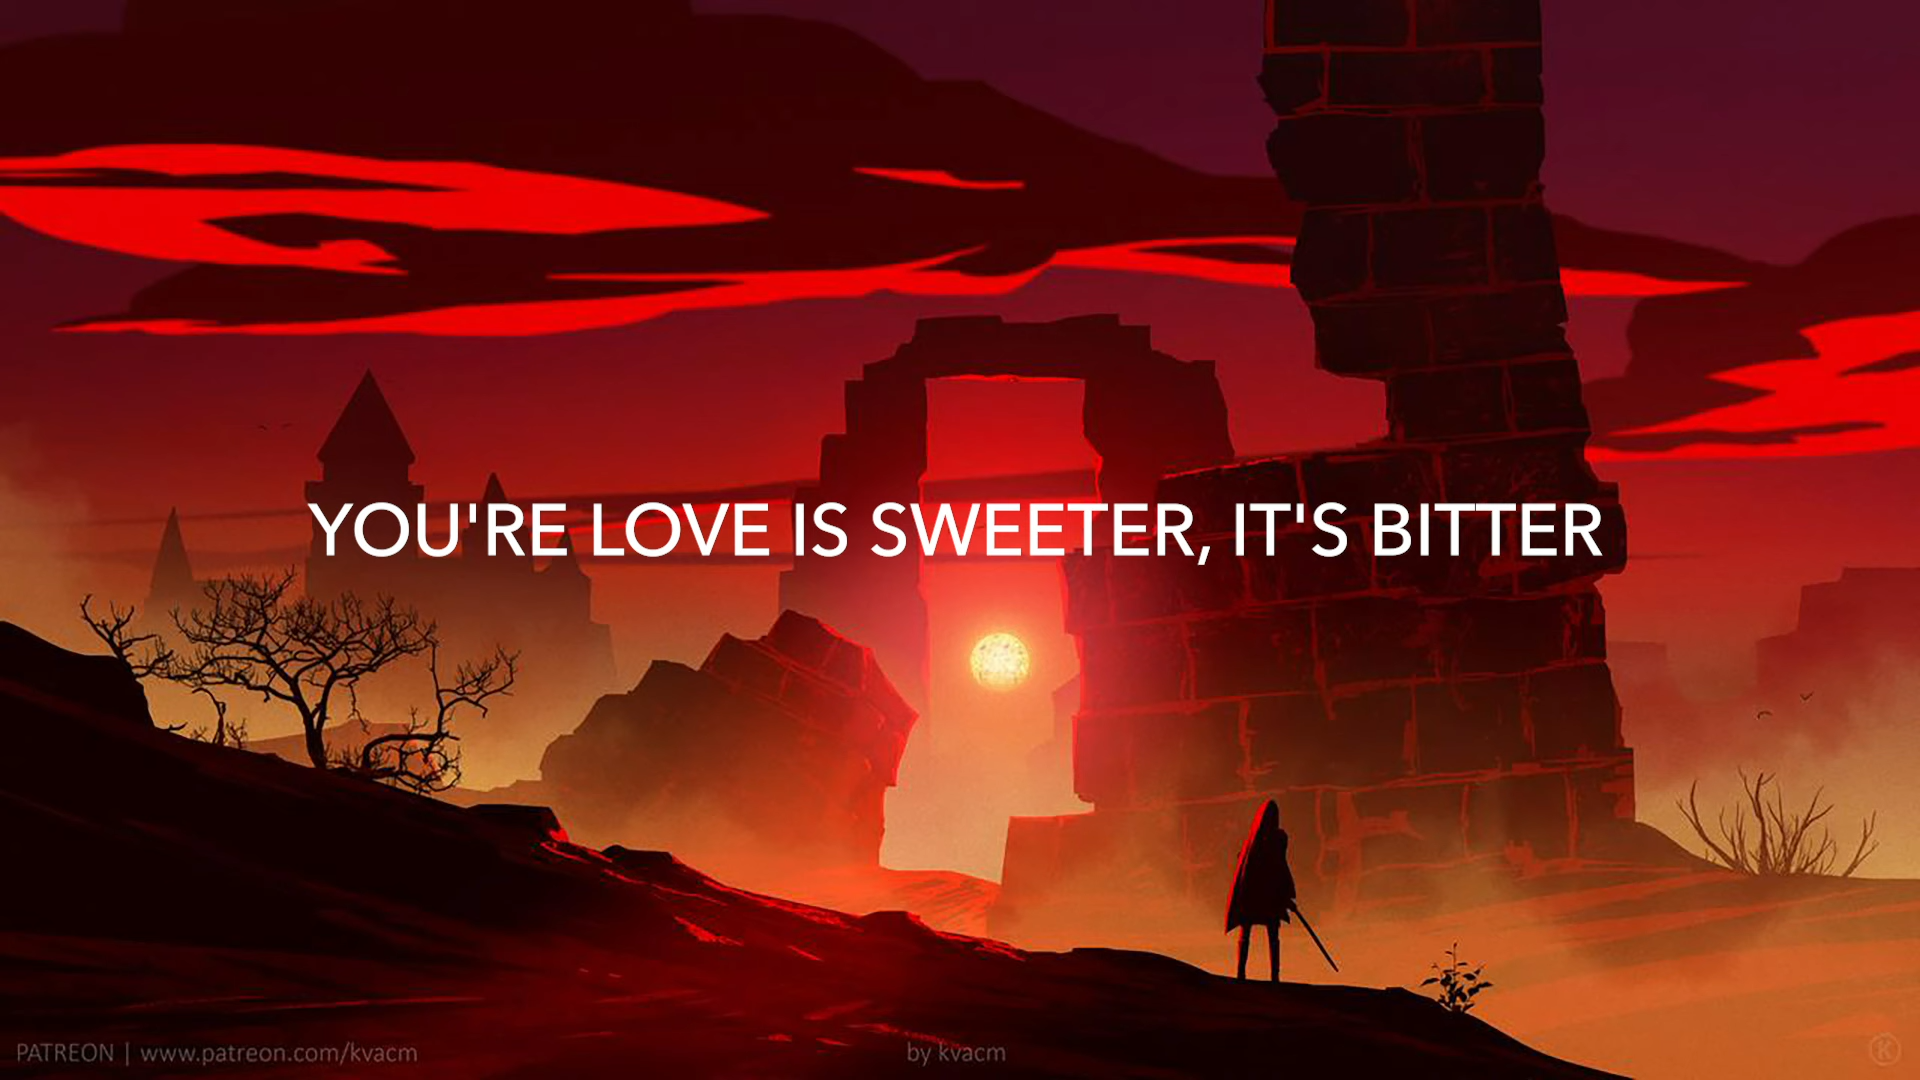 YOU'RE LOVE IS SWEETER, IT'S BITTER
PATREON | www.patreon.com/kvacm
by kvacm
K